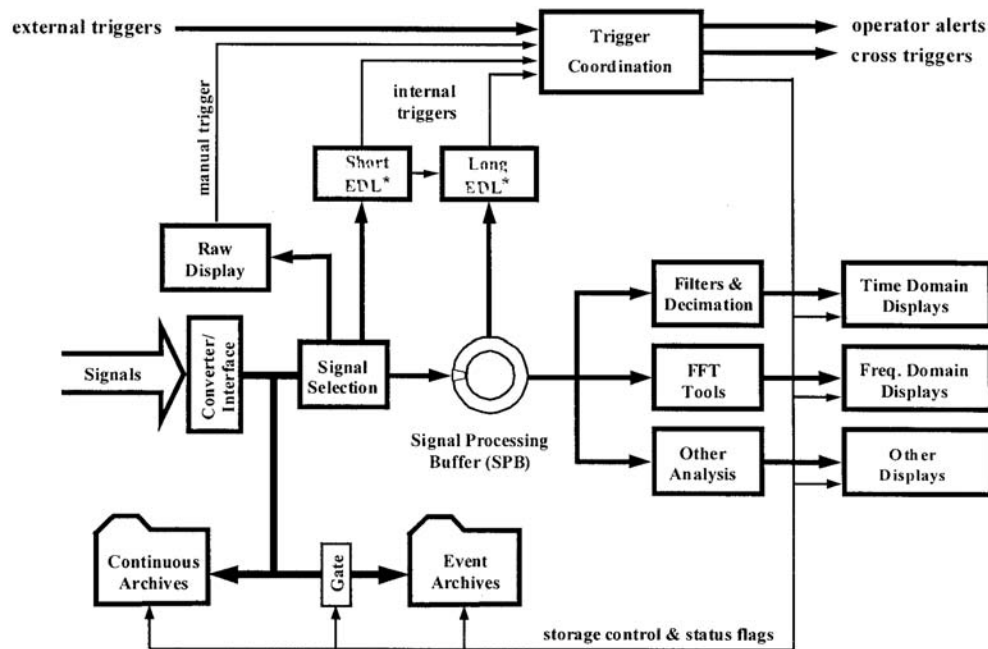 external triggers
Trigger
Coordination
operator alerts
cross triggers
manual trigger
internal
triggers
Short
EDL*
Long
EDL*
Raw
Display
Signals
Converter/
Interface
Signal
Selection
Signal Processing
Buffer (SPB)
Filters &
Decimation
Time Domain
Displays
FFT
Tools
Freq. Domain
Displays
Other
Analysis
Other
Displays
Continuous
Archives
Gate
Event
Archives
storage control & status flags